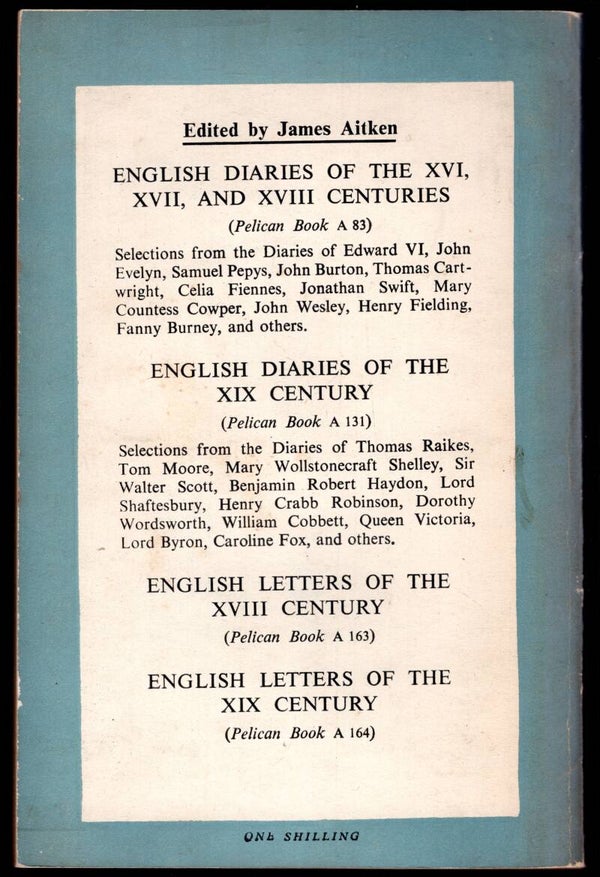 Edited by James Aitken
ENGLISH DIARIES OF THE XVI,
XVII, AND XVIII CENTURIES
(Pelican Book A 83)
Selections from the Diaries of Edward VI, John
Evelyn, Samuel Pepys, John Burton, Thomas Cart-
wright, Celia Fiennes, Jonathan Swift, Mary
Countess Cowper, John Wesley, Henry Fielding,
Fanny Burney, and others.
ENGLISH DIARIES OF THE
XIX CENTURY
(Pelican Book A 131)
Selections from the Diaries of Thomas Raikes,
Tom Moore, Mary Wollstonecraft Shelley, Sir
Walter Scott, Benjamin Robert Haydon, Lord
Shaftesbury, Henry Crabb Robinson, Dorothy
Wordsworth, William Cobbett, Queen Victoria,
Lord Byron, Caroline Fox, and others.
ENGLISH LETTERS OF THE
XVIII CENTURY
(Pelican Book A 163)
ENGLISH LETTERS OF THE
XIX CENTURY
(Pelican Book A 164)
ONE SHILLING